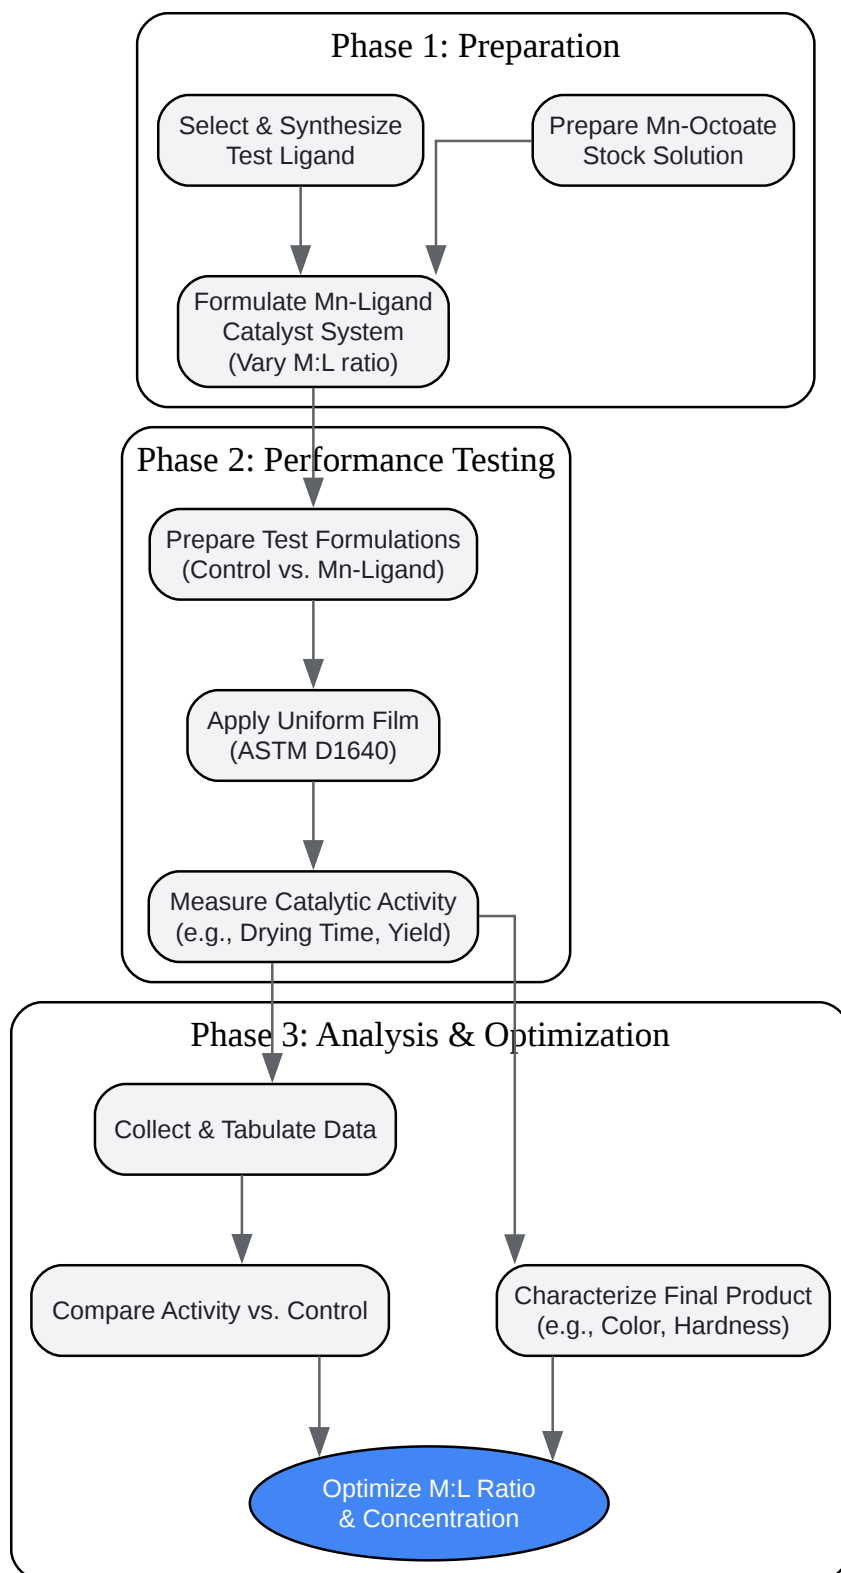 Phase 1: Preparation
Select & Synthesize
Test Ligand
Prepare Mn-Octoate
Stock Solution
Formulate Mn-Ligand
Catalyst System
(Vary M:L ratio)
Phase 2: Performance Testing
Prepare Test Formulations
(Control vs. Mn-Ligand)
Apply Uniform Film
(ASTM D1640)
Measure Catalytic Activity
(e.g., Drying Time, Yield)
Phase 3: Analysis & Optimization
Collect & Tabulate Data
Compare Activity vs. Control
Characterize Final Product
(e.g., Color, Hardness)
Optimize M:L Ratio
& Concentration